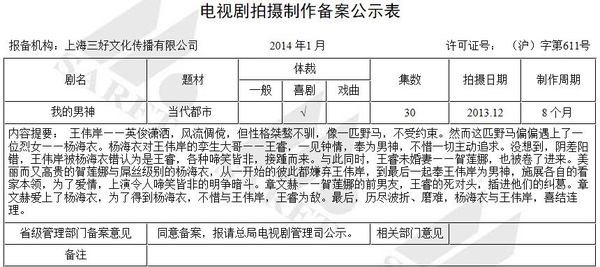 电视剧拍摄制作备案公示表
报备机构：上海三好文化传播有限公司 2014年1月 许可证号： （沪）字第611号
剧名 题材 体裁 集数 拍摄日期 制作周期
一般 喜剧 戏曲
我的男神 当代都市 √ 30 2013.12 8个月
内容提要： 王伟岸——英俊潇洒，风流倜傥，但性格桀骜不驯，像一匹野马，不受约束。然而这匹野马偏偏遇上了一
位烈女——杨海衣。杨海衣对王伟岸的孪生大哥——王睿，一见钟情，奉为男神，不惜一切主动追求。没想到，阴差阳
错，王伟岸被杨海衣错认为是王睿，各种啼笑皆非，接踵而来。与此同时，王睿未婚妻——智莲娜，也被卷了进来。美
丽而又高贵的智莲娜与屌丝级别的杨海衣，从一开始的彼此都嫌弃王伟岸，到最后一起奉王伟岸为男神，施展各自的看
家本领，为了爱情，上演令人啼笑皆非的明争暗斗。章文赫——智莲娜的前男友，王睿的死对头，插进他们的纠葛。章
文赫爱上了杨海衣，为了得到杨海衣，不惜与王伟岸，王睿为敌。最后，历尽波折、磨难，杨海衣与王伟岸，喜结连
理。
省级管理部门备案意见 同意备案，报请总局电视剧管理司公示。 相关部门意见
备注
SARFT